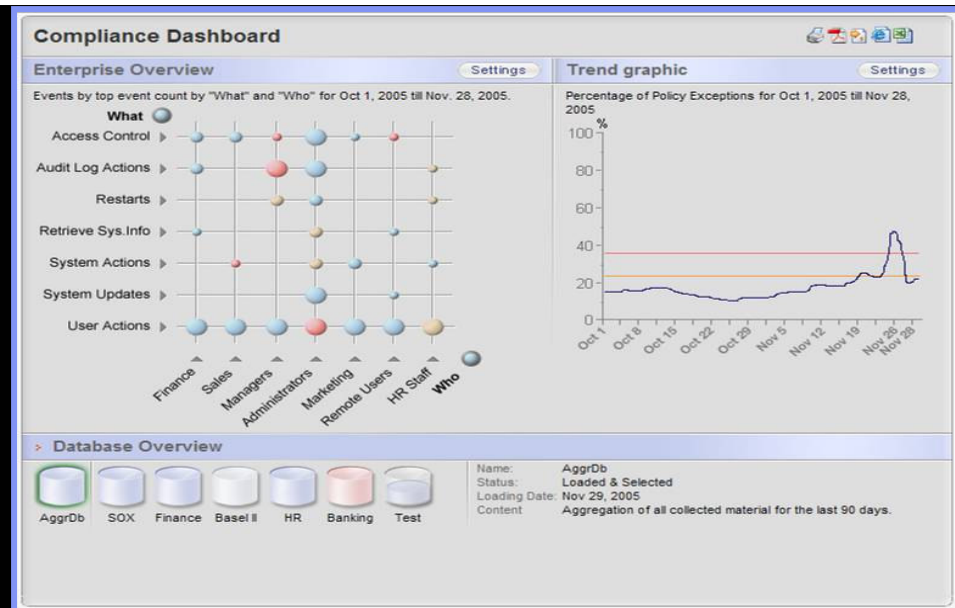 Compliance Dashboard
Enterprise Overview
Settings
Trend graphic
Settings
Events by top event count by "What" and "Who" for Oct 1, 2005 till Nov. 28, 2005.
What
Access Control
Audit Log Actions
Restarts
Retrieve Sys.Info
System Actions
System Updates
User Actions
Finance
Sales
Managers
Administrators
Marketing
Remote Users
HR Staff
Who
Percentage of Policy Exceptions for Oct 1, 2005 till Nov 28,
2005
%
100
80
60
40
20
0
Oct 1
Oct 8
Oct 15
Oct 22
Oct 29
Nov 5
Nov 12
Nov 19
Nov 26
Nov 28
Database Overview
AggrDb
SOX
Finance
Basel II
HR
Banking
Test
Name: AggrDb
Status: Loaded & Selected
Loading Date: Nov 29, 2005
Content Aggregation of all collected material for the last 90 days.